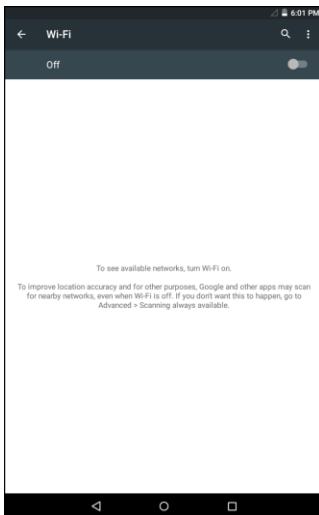 6:01 PM
Wi-Fi
Off
To see available networks, turn Wi-Fi on.
To improve location accuracy and for other purposes, Google and other apps may scan
for nearby networks, even when Wi-Fi is off. If you don't want this to happen, go to
Advanced > Scanning always available.